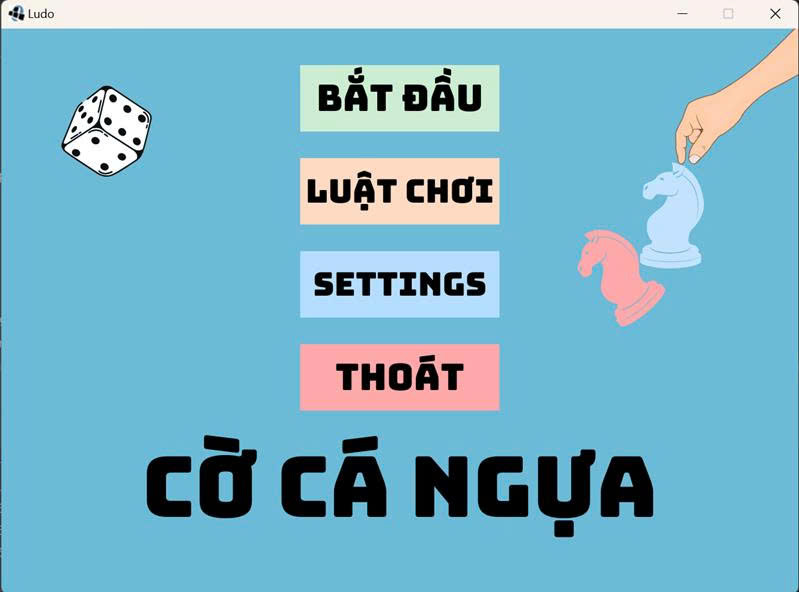 Ludo
BẮT ĐẦU
LUẬT CHƠI
SETTINGS
THOÁT
CỜ CÁ NGỰA